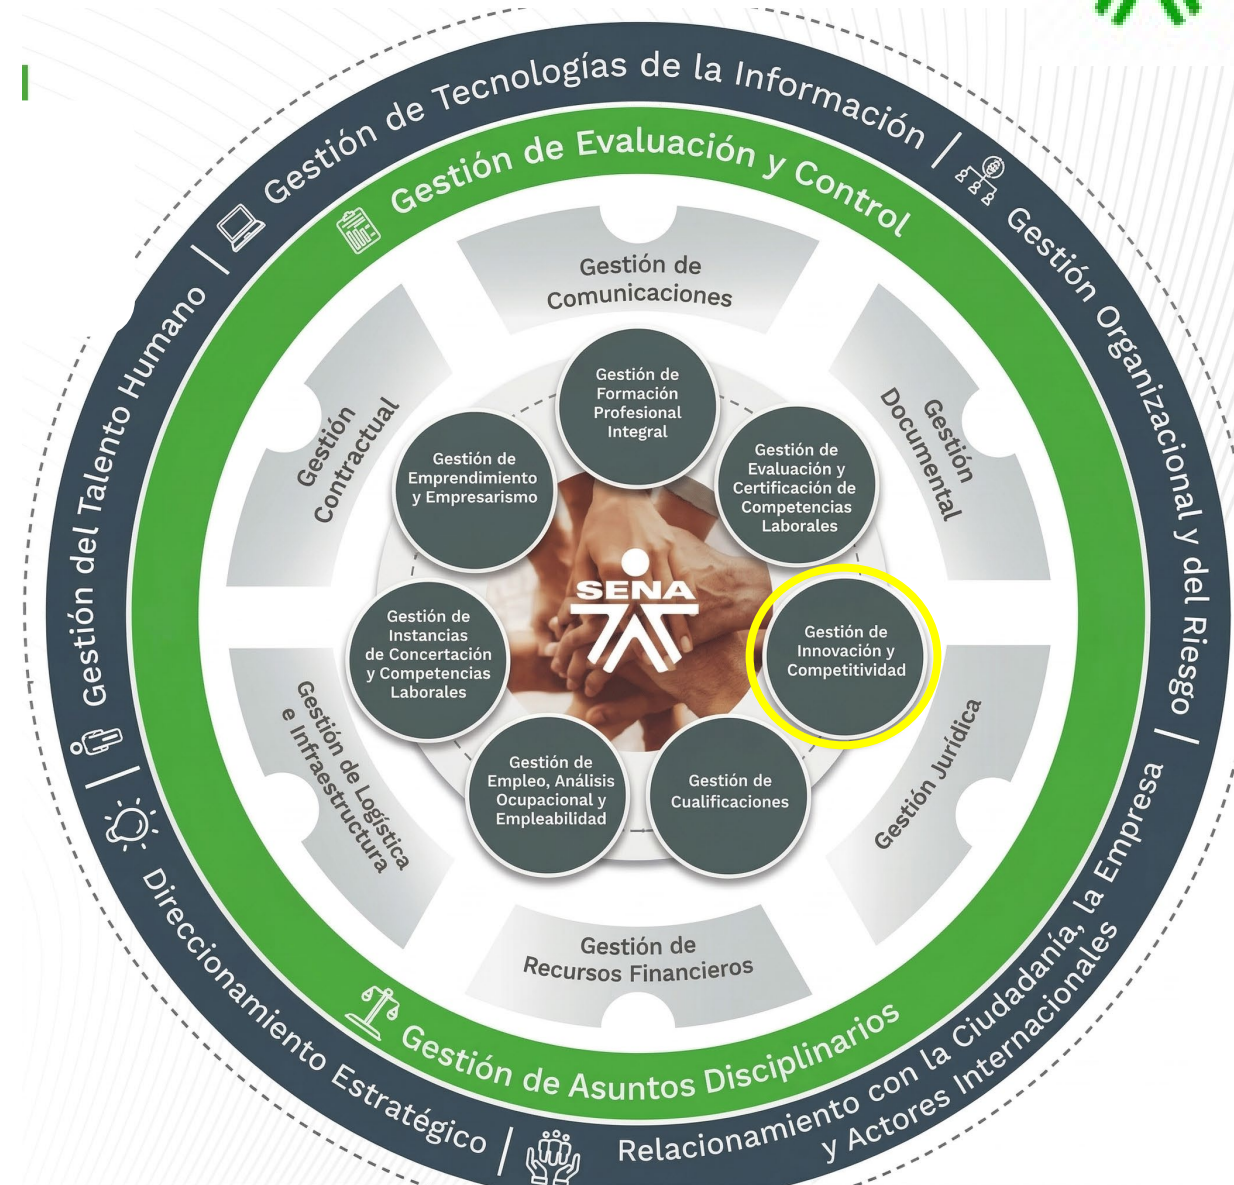 Gestión de Tecnologías de la Información
Gestión Organizacional y del Riesgo
Relacionamiento con la Ciudadanía, la Empresa
y Actores Internacionales
Direccionamiento Estratégico
Gestión del Talento Humano
Gestión de Evaluación y Control
Gestión de Asuntos Disciplinarios
Gestión de
Comunicaciones
Gestión
Documental
Gestión Jurídica
Gestión de
Recursos Financieros
Gestión de Logística
e Infraestructura
Gestión
Contractual
Gestión de
Formación
Profesional
Integral
Gestión de
Evaluación y
Certificación de
Competencias
Laborales
Gestión de
Innovación y
Competitividad
Gestión de
Cualificaciones
Gestión de
Empleo, Análisis
Ocupacional y
Empleabilidad
Gestión de
Instancias
de Concertación
y Competencias
Laborales
Gestión de
Emprendimiento
y Empresarismo
SENA